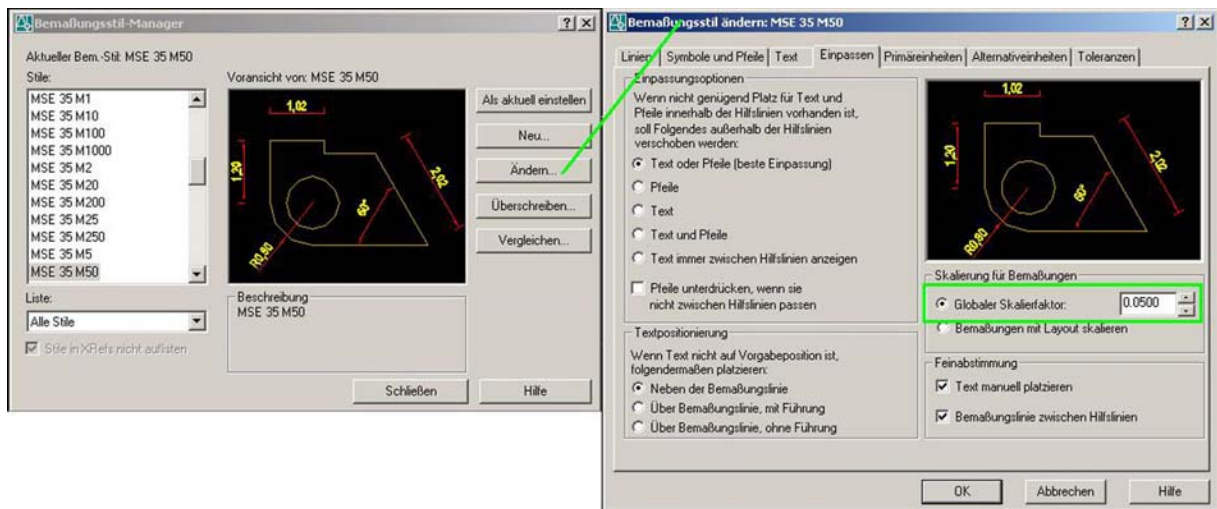 Bemaßungsstil-Manager
Aktueller Bem.-Stil: MSE 35 M50
Stile:
MSE 35 M1
MSE 35 M10
MSE 35 M100
MSE 35 M1000
MSE 35 M2
MSE 35 M20
MSE 35 M200
MSE 35 M25
MSE 35 M250
MSE 35 M5
MSE 35 M50
Voransicht von: MSE 35 M50
1,02
1,20
2,02
60°
R0,80
Als aktuell einstellen
Neu...
Ändern...
Überschreiben...
Vergleichen...
Liste:
Alle Stile
Stile in XRefs nicht auflisten
Beschreibung
MSE 35 M50
Schließen
Hilfe
Bemaßungsstil ändern: MSE 35 M50
Linien
Symbole und Pfeile
Text
Einpassen
Primäreinheiten
Alternativeinheiten
Toleranzen
Einpassungsoptionen
Wenn nicht genügend Platz für Text und
Pfeile innerhalb der Hilfslinien vorhanden ist,
soll Folgendes außerhalb der Hilfslinien
verschoben werden:
Text oder Pfeile (beste Einpassung)
Pfeile
Text
Text und Pfeile
Text immer zwischen Hilfslinien anzeigen
Pfeile unterdrücken, wenn sie
nicht zwischen Hilfslinien passen
Textpositionierung
Wenn Text nicht auf Vorgabeposition ist,
folgendermaßen platzieren:
Neben der Bemaßungslinie
Über Bemaßungslinie, mit Führung
Über Bemaßungslinie, ohne Führung
1,02
1,20
2,02
60°
R0,80
Skalierung für Bemaßungen
Globaler Skalierfaktor:
0.0500
Bemaßungen mit Layout skalieren
Feinabstimmung
Text manuell platzieren
Bemaßungslinie zwischen Hilfslinien
OK
Abbrechen
Hilfe